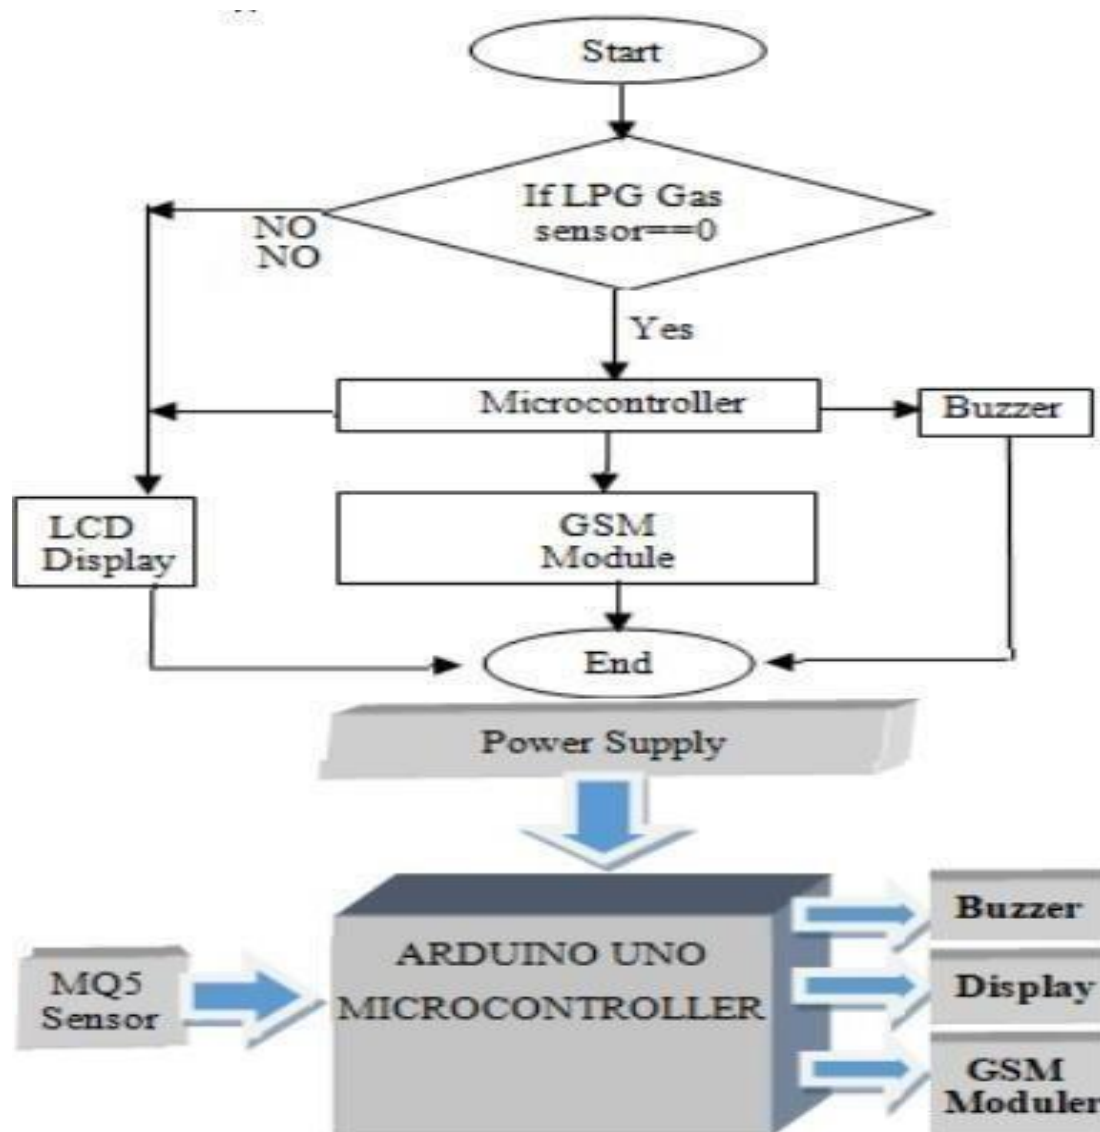 Start
If LPG Gas
sensor==0
NO
NO
Yes
Microcontroller
Buzzer
LCD
Display
GSM
Module
End
Power Supply
MQ5
Sensor
ARDUINO UNO
MICROCONTROLLER
Buzzer
Display
GSM
Moduler